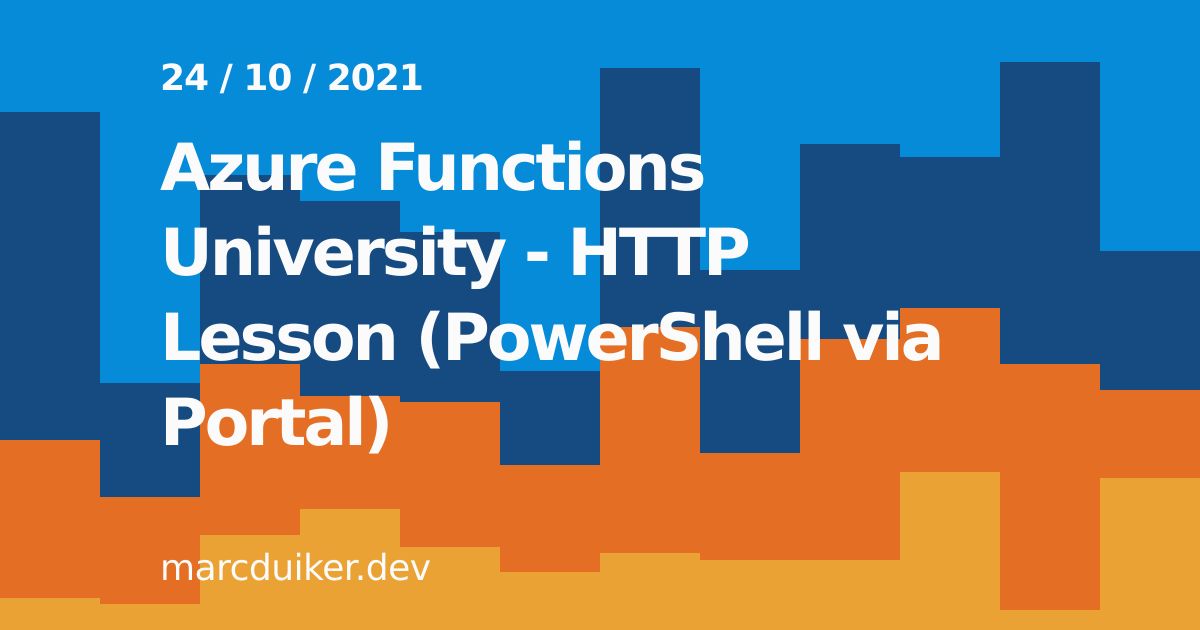 24 / 10 / 2021
Azure Functions
University - HTTP
Lesson (PowerShell via
Portal)
marcduiker.dev